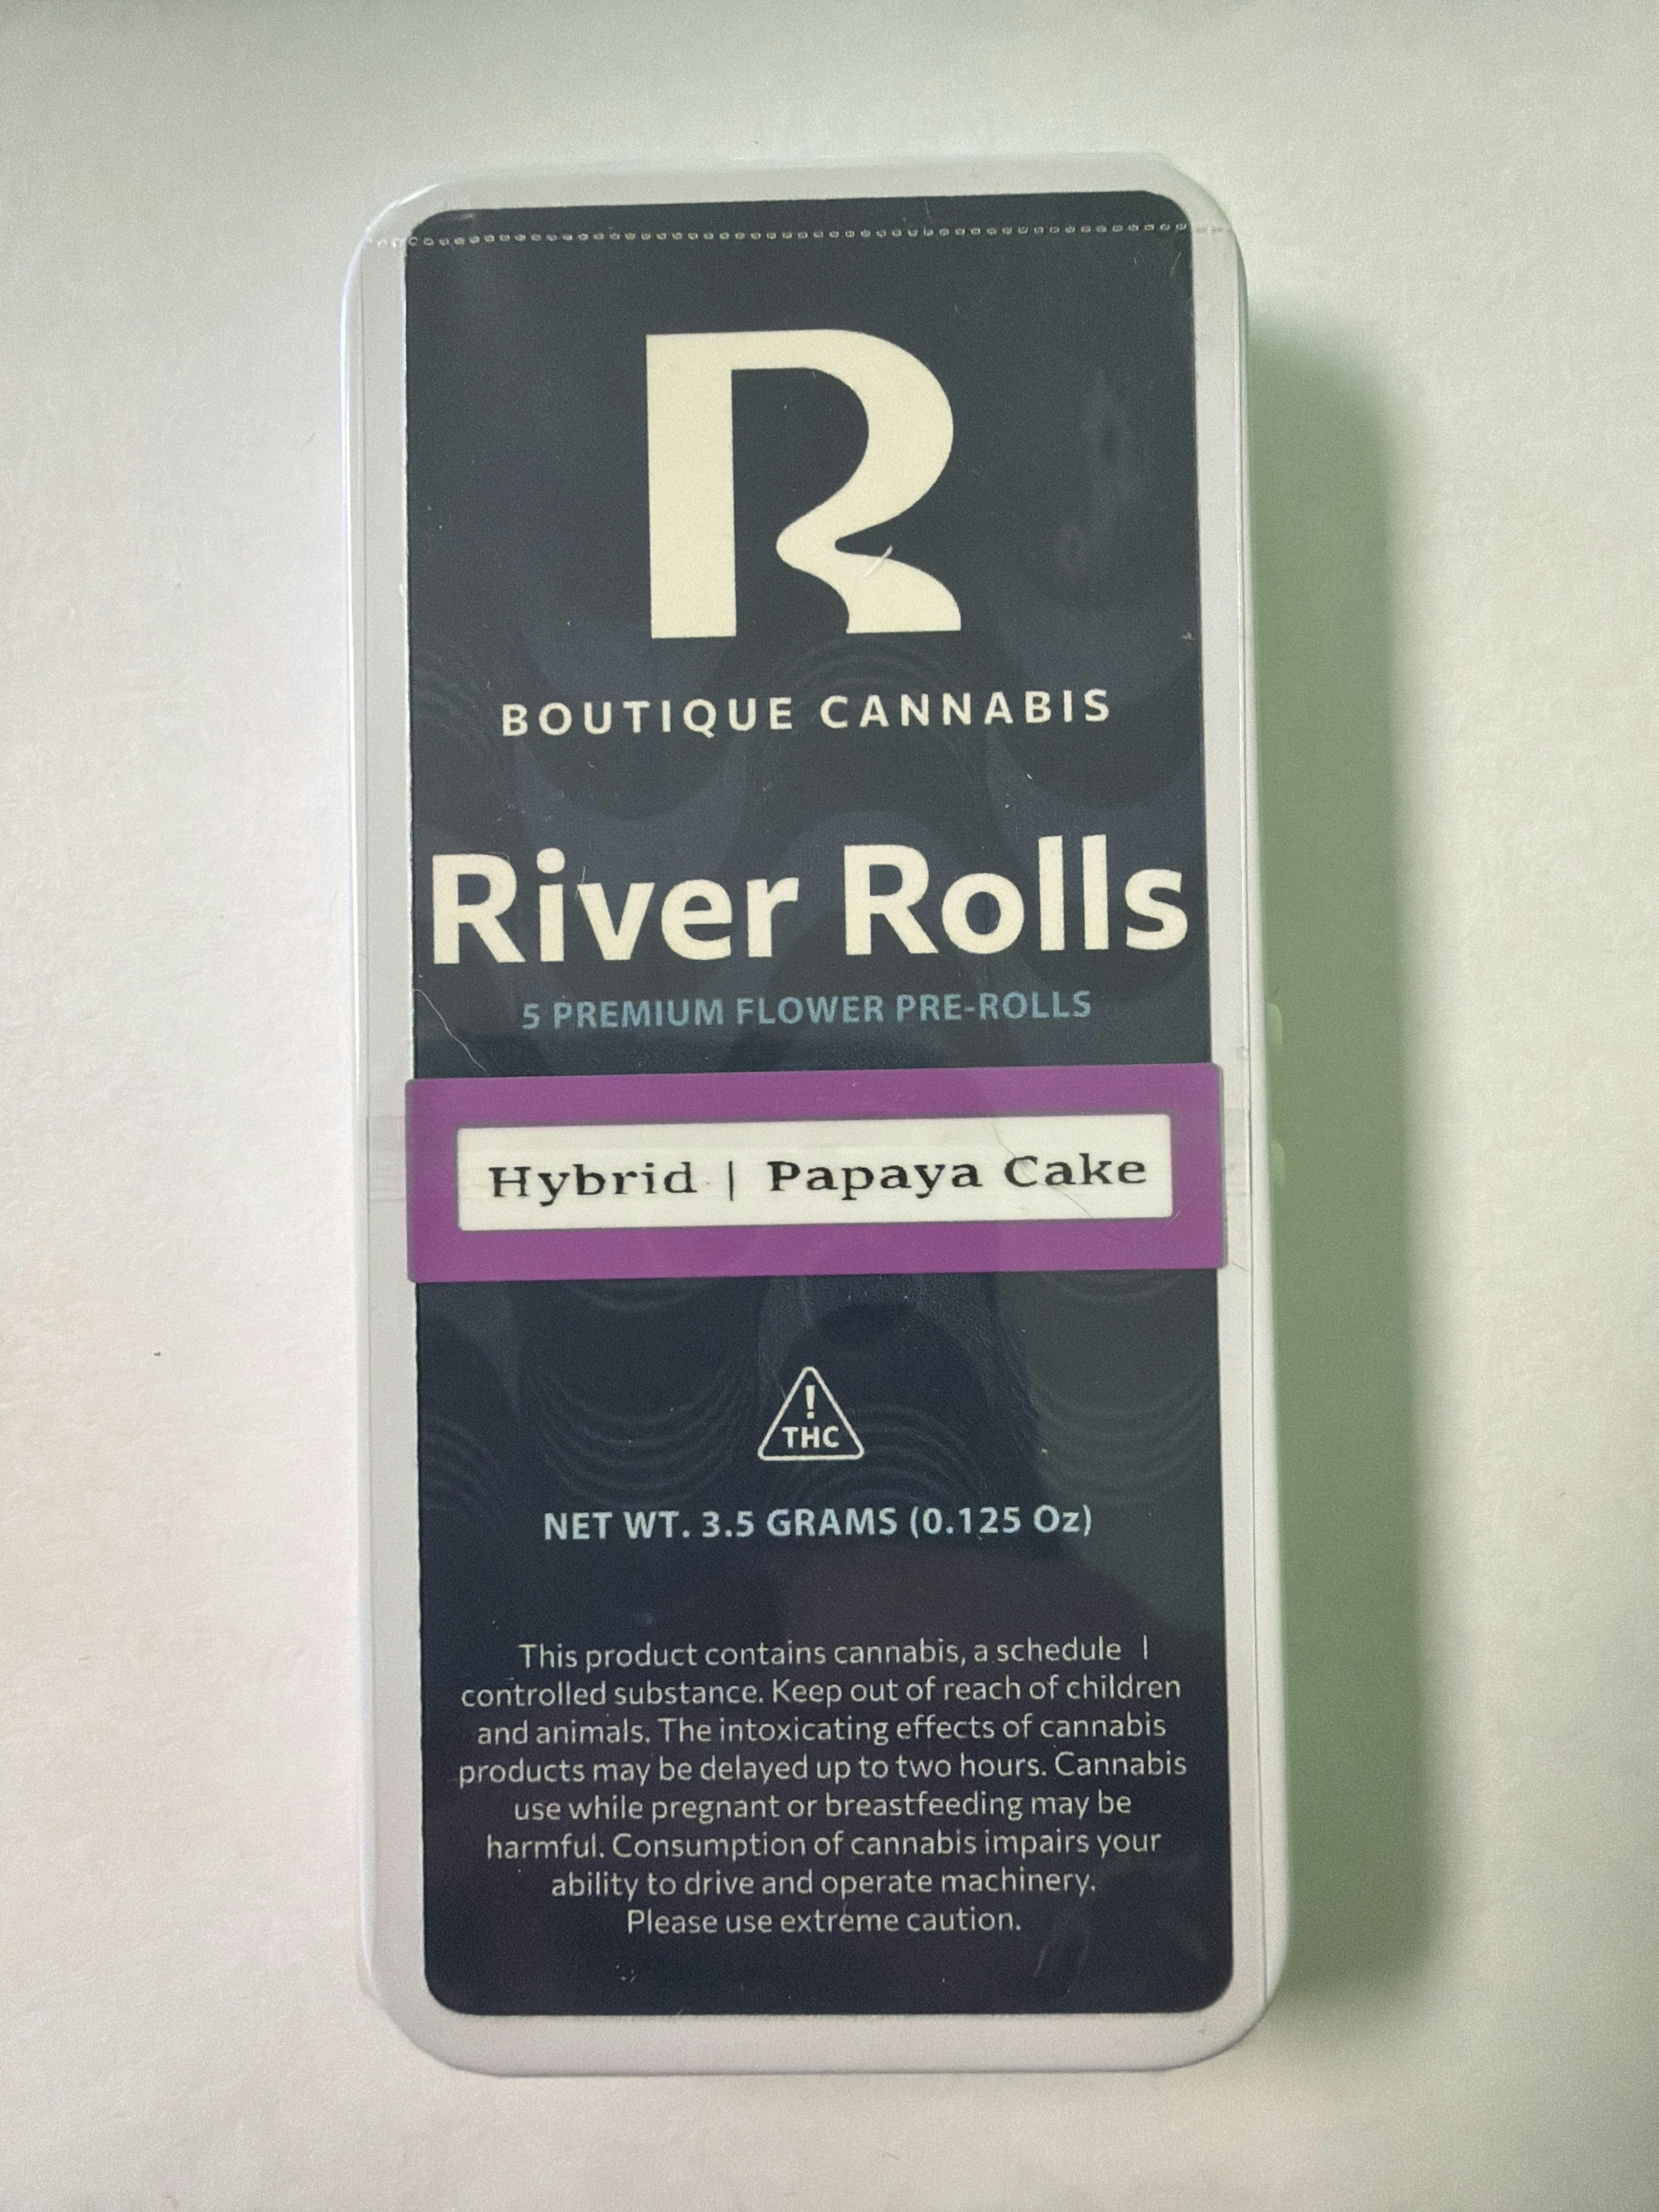 R
BOUTIQUE CANNABIS
River Rolls
5 PREMIUM FLOWER PRE-ROLLS
Hybrid | Papaya Cake
!
THC
NET WT. 3.5 GRAMS (0.125 Oz)
This product contains cannabis, a schedule I
controlled substance. Keep out of reach of children
and animals. The intoxicating effects of cannabis
products may be delayed up to two hours. Cannabis
use while pregnant or breastfeeding may be
harmful. Consumption of cannabis impairs your
ability to drive and operate machinery.
Please use extreme caution.